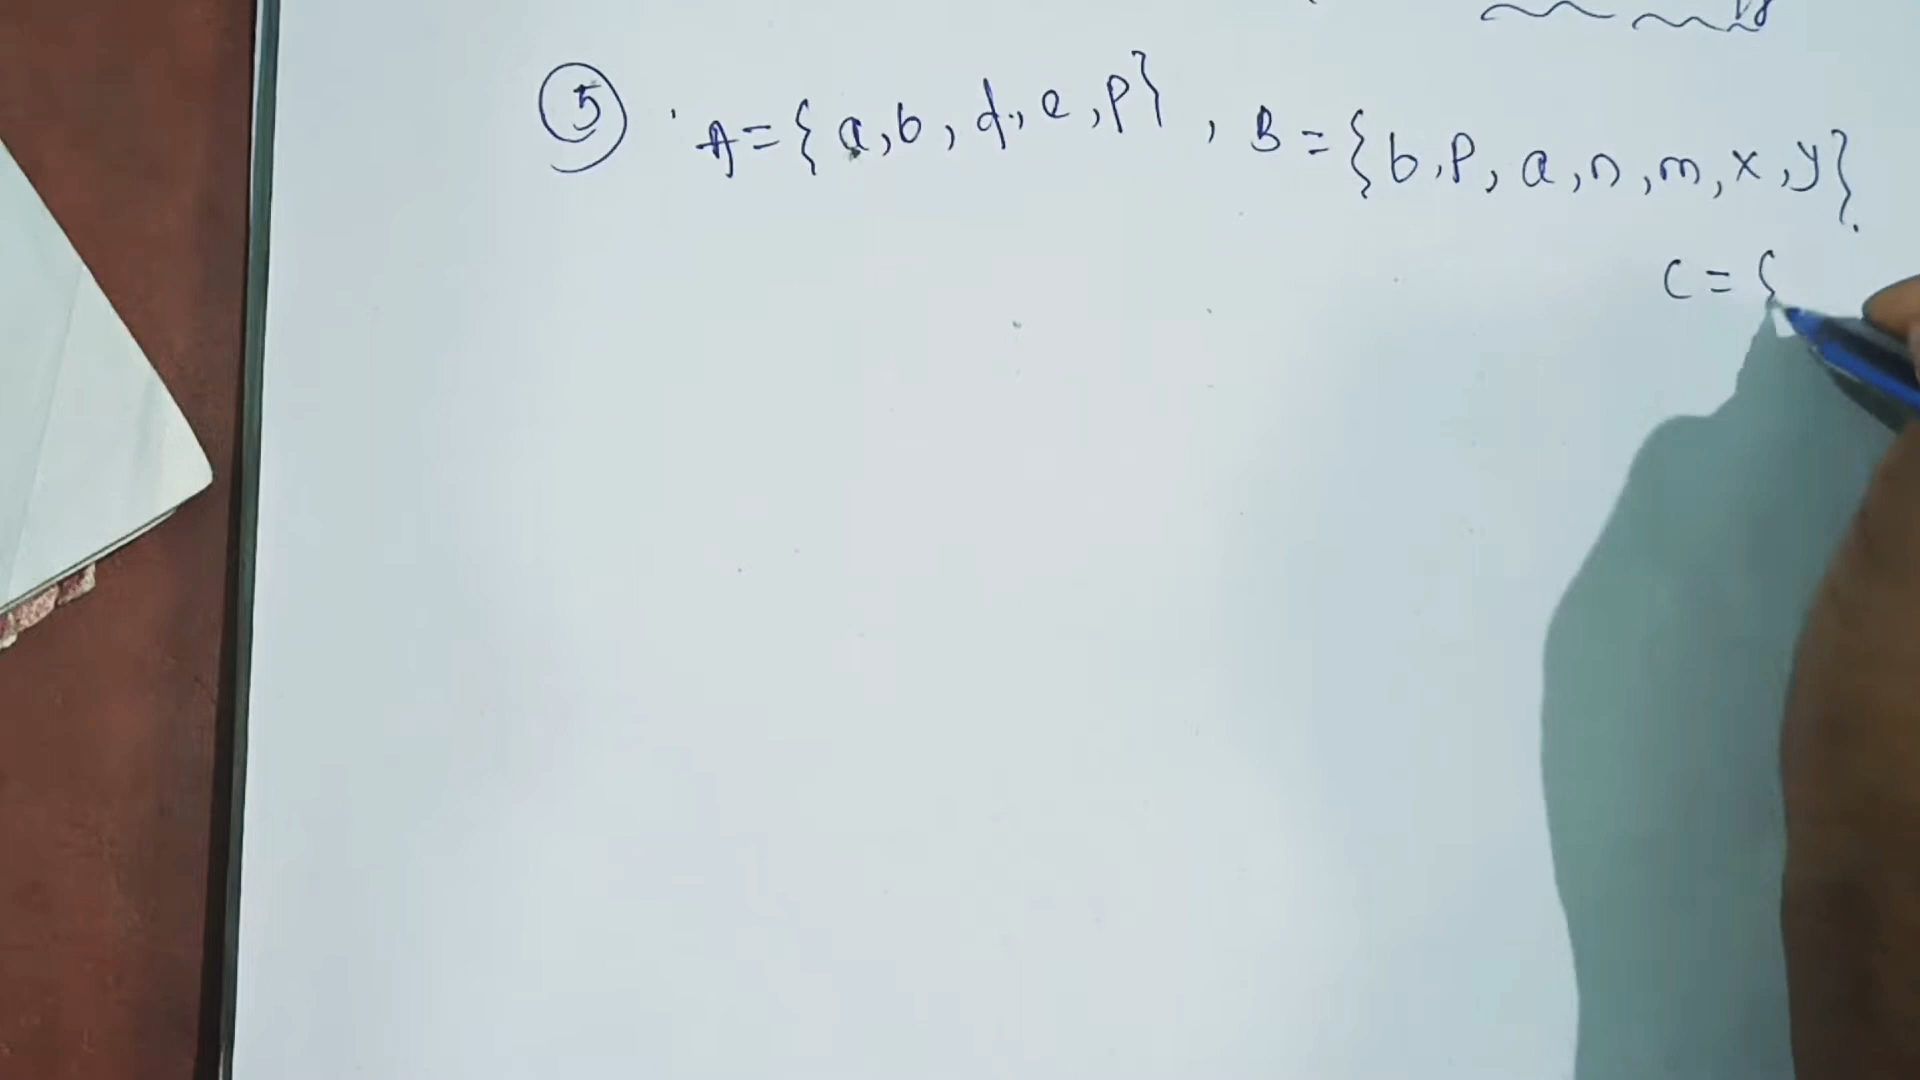 5 A = {a, b, d, e, p} , B = {b, p, a, n, m, x, y}.
C = {